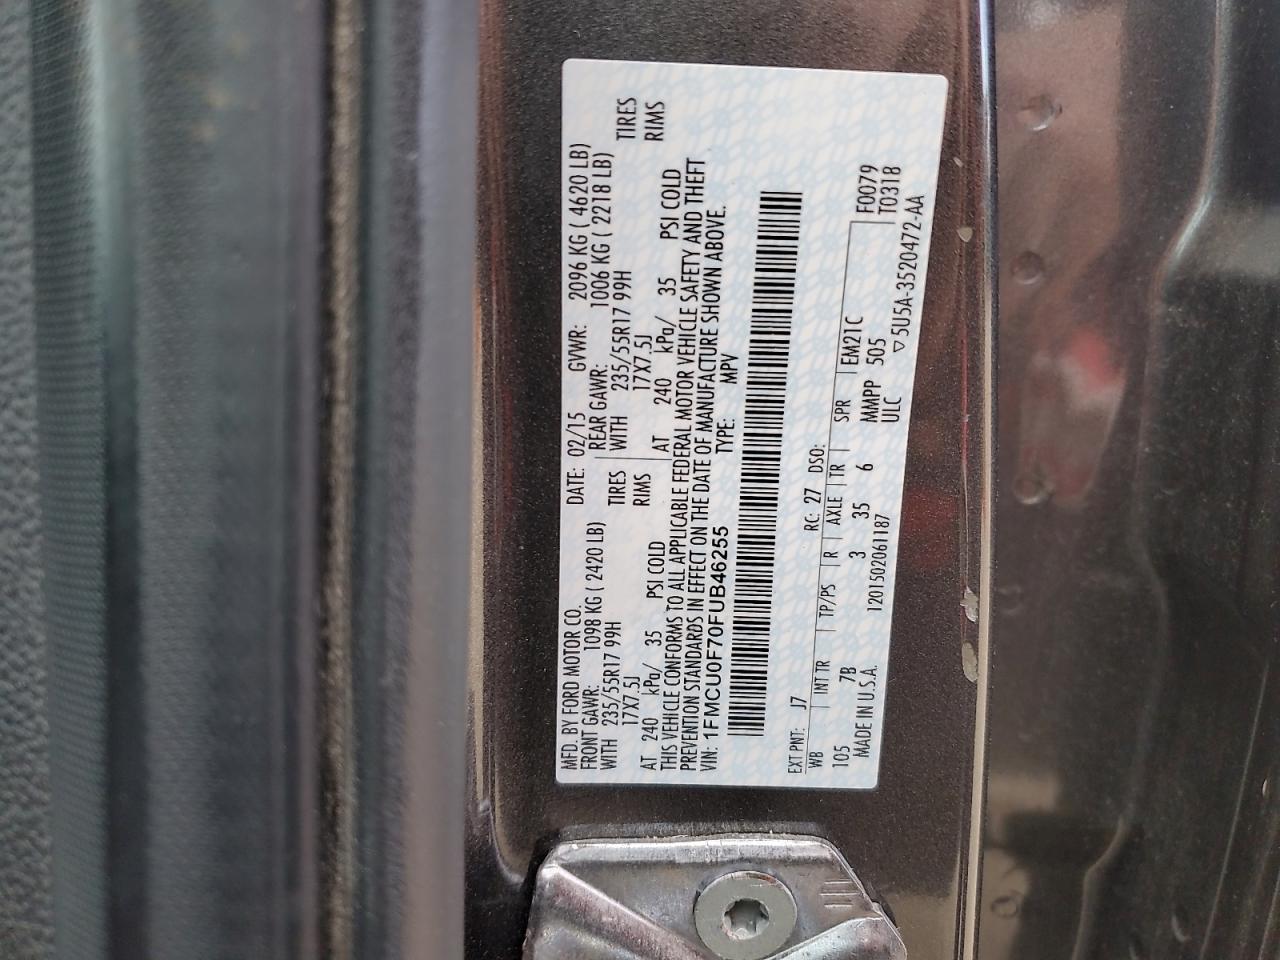 MFD. BY FORD MOTOR CO.
DATE: 02/15 GVWR: 2096 KG ( 4620 LB)
FRONT GAWR: 1098 KG ( 2420 LB)
REAR GAWR: 1006 KG ( 2218 LB)
WITH 235/55R17 99H TIRES
WITH 235/55R17 99H TIRES
17X7.5J RIMS
17X7.5J RIMS
AT 240 kPa/ 35 PSI COLD
AT 240 kPa/ 35 PSI COLD
THIS VEHICLE CONFORMS TO ALL APPLICABLE FEDERAL MOTOR VEHICLE SAFETY AND THEFT
PREVENTION STANDARDS IN EFFECT ON THE DATE OF MANUFACTURE SHOWN ABOVE.
VIN: 1FMCU0F70FUB46255 TYPE: MPV
EXT PNT: J7 RC: 27 DSO:
WB INT TR TP/PS R AXLE TR SPR EM21C F0079
105 7B 3 35 6 MMPP 505 T0318
ULC
MADE IN U.S.A. 1201502061187 ▽5U5A-3520472-AA